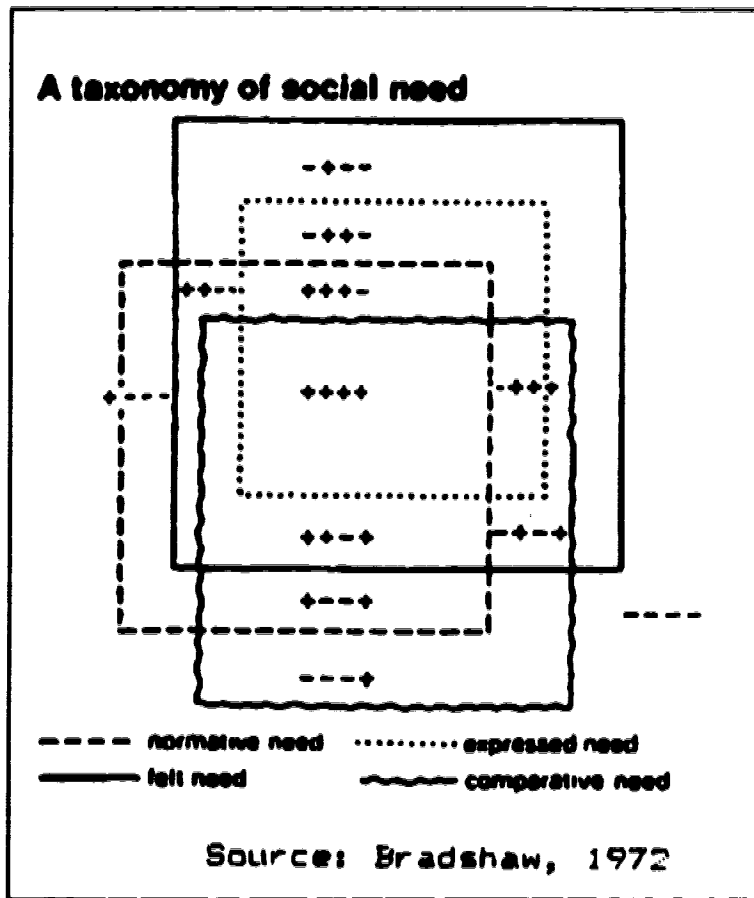 A taxonomy of social need
-+--
-++-
++--
+++-
+---
++++
-+++
++-+
-+-+
+--+
----
---+
normative need
expressed need
felt need
comparative need
Source: Bradshaw, 1972